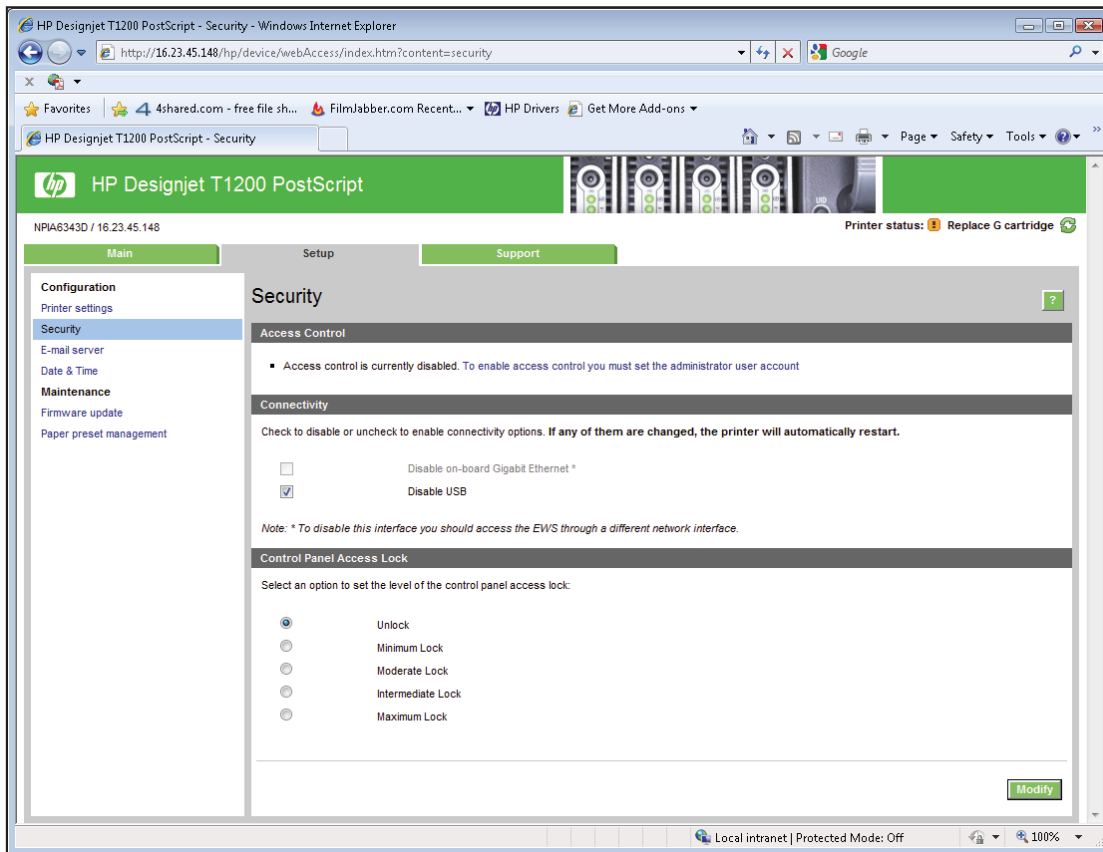 HP Designjet T1200 PostScript - Security - Windows Internet Explorer
http://16.23.45.148/hp/device/webAccess/index.htm?content=security
Google
x
Favorites
4shared.com - free file sh...
FilmJabber.com Recent...
HP Drivers
Get More Add-ons
HP Designjet T1200 PostScript - Security
Page
Safety
Tools
»
hp
HP Designjet T1200 PostScript
UID
NPIA6343D / 16.23.45.148
Printer status: ! Replace G cartridge
Main
Setup
Support
Configuration
Printer settings
Security
E-mail server
Date & Time
Maintenance
Firmware update
Paper preset management
Security
?
Access Control
Access control is currently disabled. To enable access control you must set the administrator user account
Connectivity
Check to disable or uncheck to enable connectivity options. If any of them are changed, the printer will automatically restart.
Disable on-board Gigabit Ethernet *
Disable USB
Note: * To disable this interface you should access the EWS through a different network interface.
Control Panel Access Lock
Select an option to set the level of the control panel access lock:
Unlock
Minimum Lock
Moderate Lock
Intermediate Lock
Maximum Lock
Modify
Local intranet | Protected Mode: Off
100%